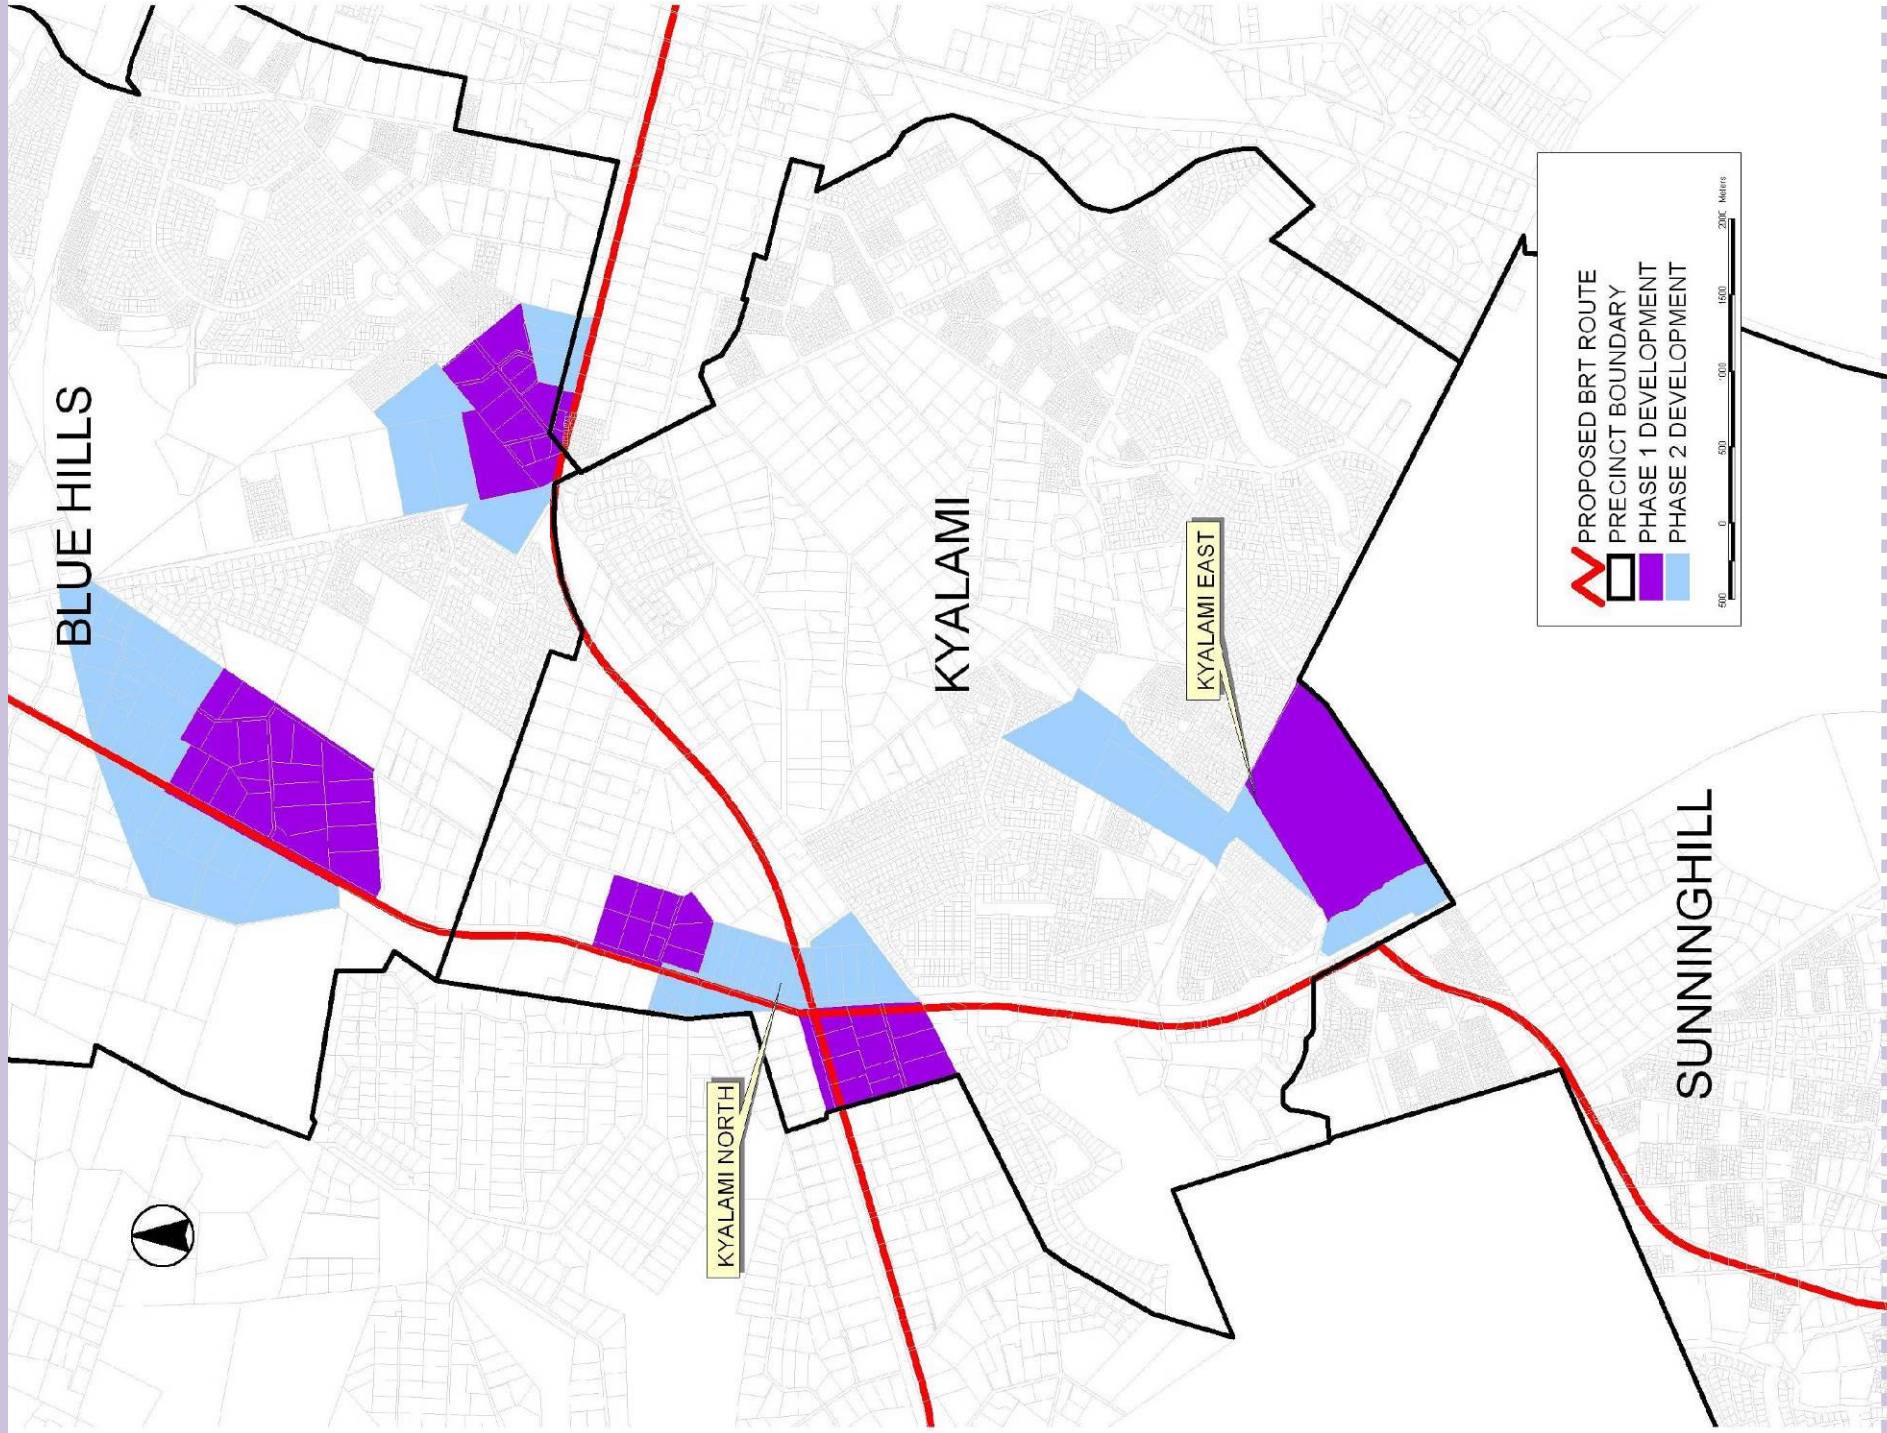 BLUE HILLS
KYALAMI NORTH
KYALAMI
KYALAMI EAST
SUNNINGHILL
PROPOSED BRT ROUTE
PRECINCT BOUNDARY
PHASE 1 DEVELOPMENT
PHASE 2 DEVELOPMENT
500 0 500 1000 1500 2000 Meters